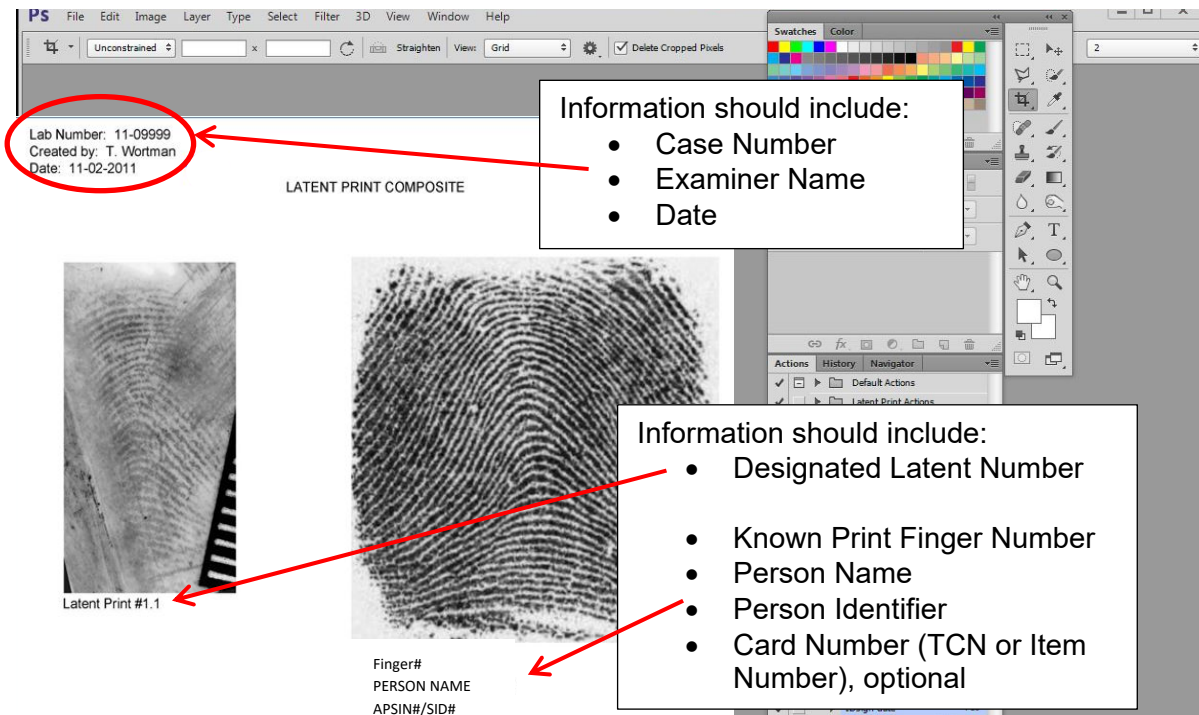 PS File Edit Image Layer Type Select Filter 3D View Window Help
Unconstrained x Straighten View: Grid Delete Cropped Pixels 2
Swatches Color
Lab Number: 11-09999
Created by: T. Wortman
Date: 11-02-2011
LATENT PRINT COMPOSITE
Information should include:
• Case Number
• Examiner Name
• Date
T
fx
Actions History Navigator
Default Actions
Latent Print Actions
Information should include:
• Designated Latent Number
• Known Print Finger Number
• Person Name
• Person Identifier
• Card Number (TCN or Item
Number), optional
Latent Print #1.1
Finger#
PERSON NAME
APSIN#/SID#